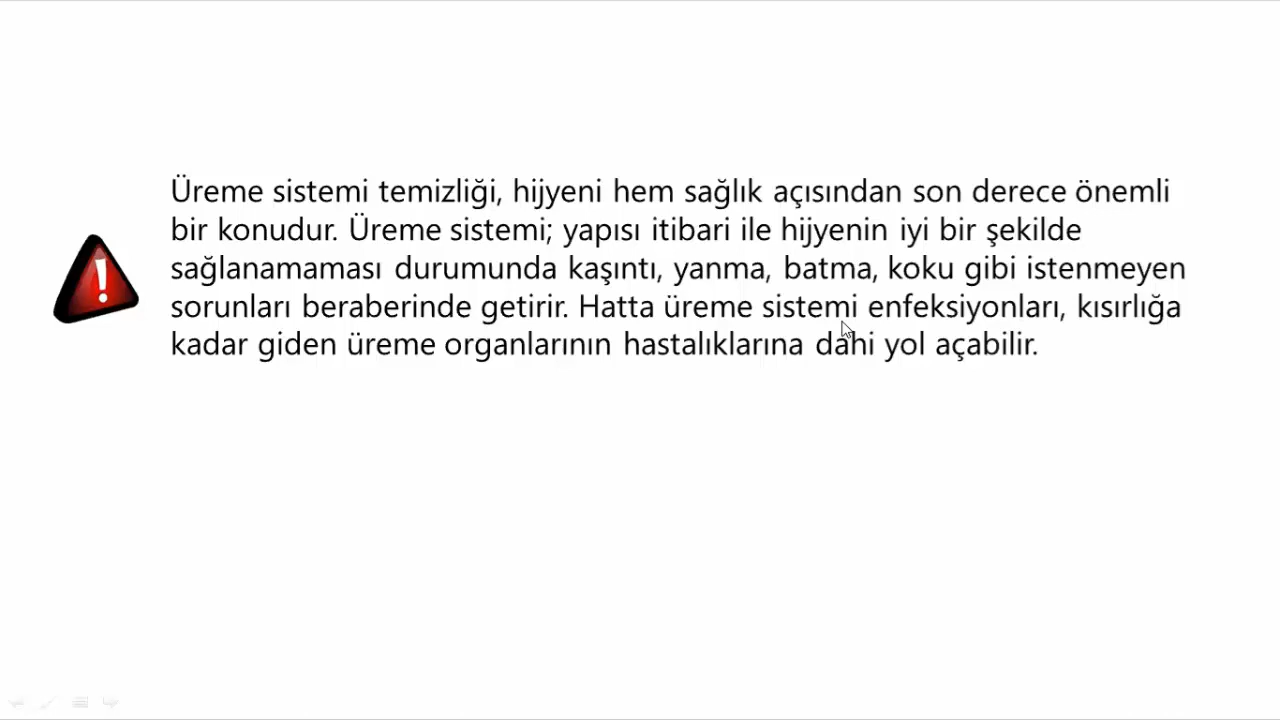 Üreme sistemi temizliği, hijyeni hem sağlık açısından son derece önemli
bir konudur. Üreme sistemi; yapısı itibari ile hijyenin iyi bir şekilde
sağlanamaması durumunda kaşıntı, yanma, batma, koku gibi istenmeyen
sorunları beraberinde getirir. Hatta üreme sistemi enfeksiyonları, kısırlığa
kadar giden üreme organlarının hastalıklarına dahi yol açabilir.